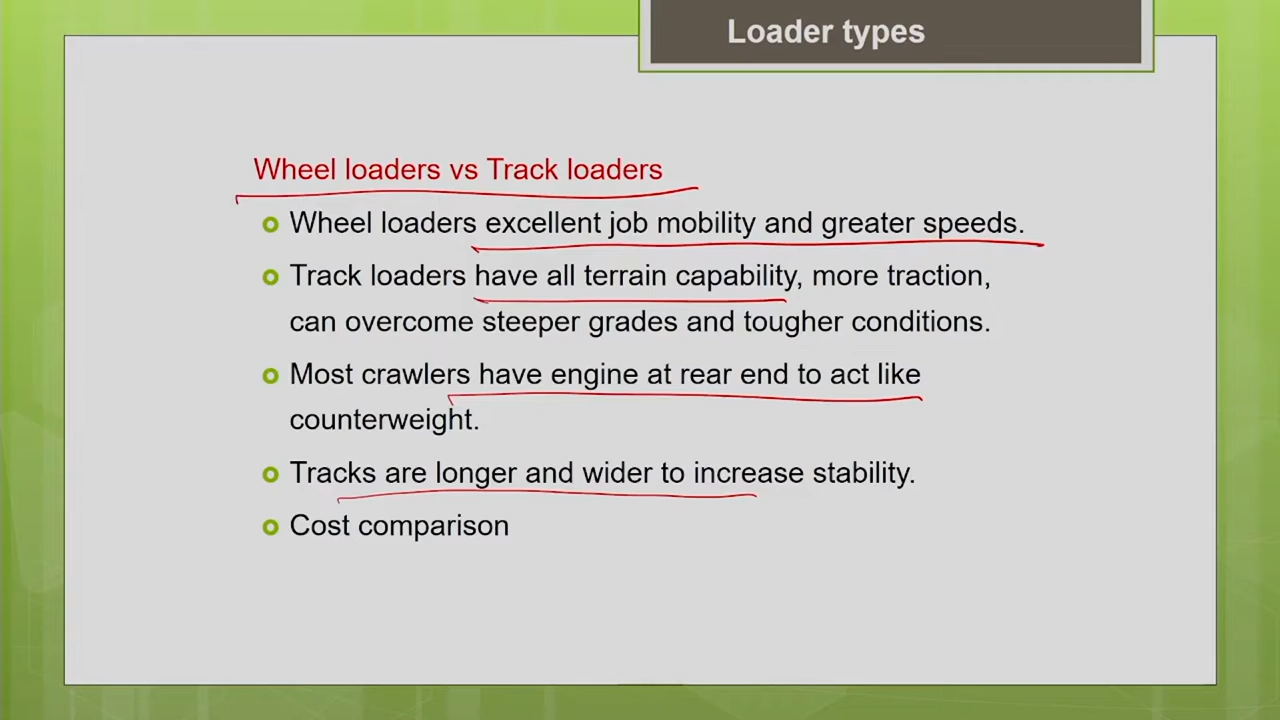 Loader types
Wheel loaders vs Track loaders
Wheel loaders excellent job mobility and greater speeds.
Track loaders have all terrain capability, more traction,
can overcome steeper grades and tougher conditions.
Most crawlers have engine at rear end to act like
counterweight.
Tracks are longer and wider to increase stability.
Cost comparison